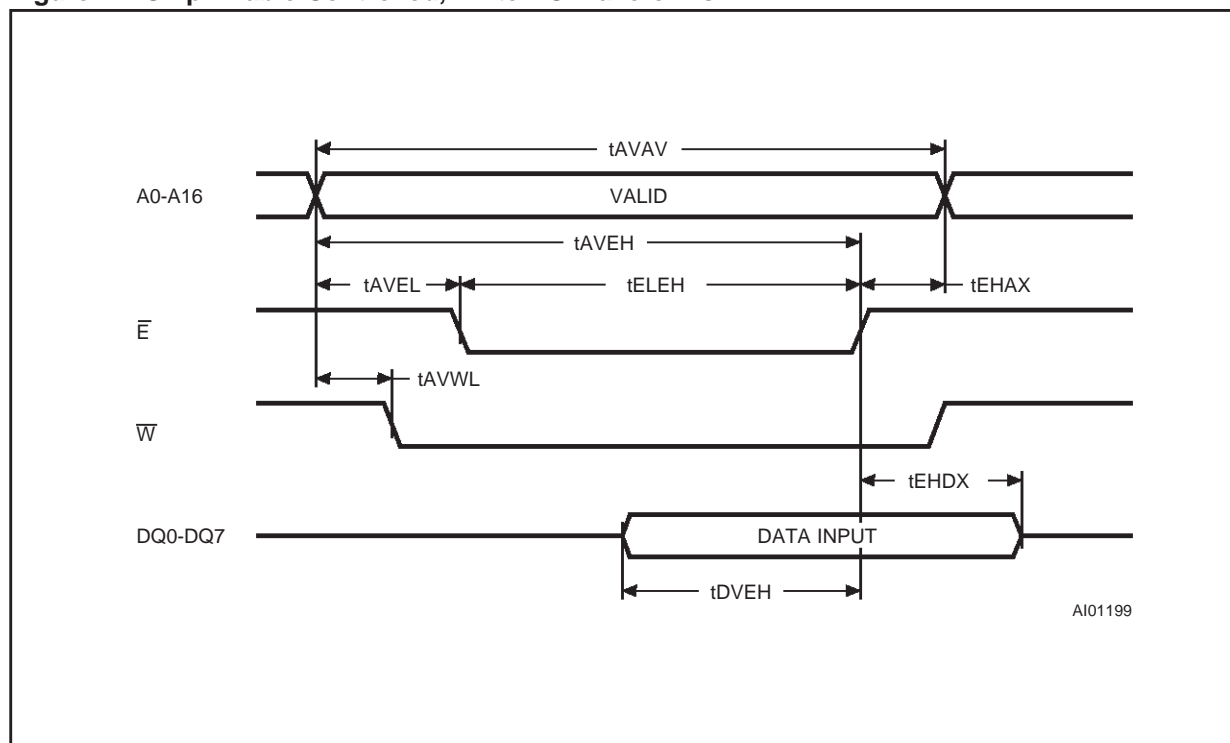 tAVAV
A0-A16
VALID
tAVEH
tAVEL
tELEH
tEHAX
E̅
tAVWL
W̅
tEHDX
DQ0-DQ7
DATA INPUT
tDVEH
AI01199